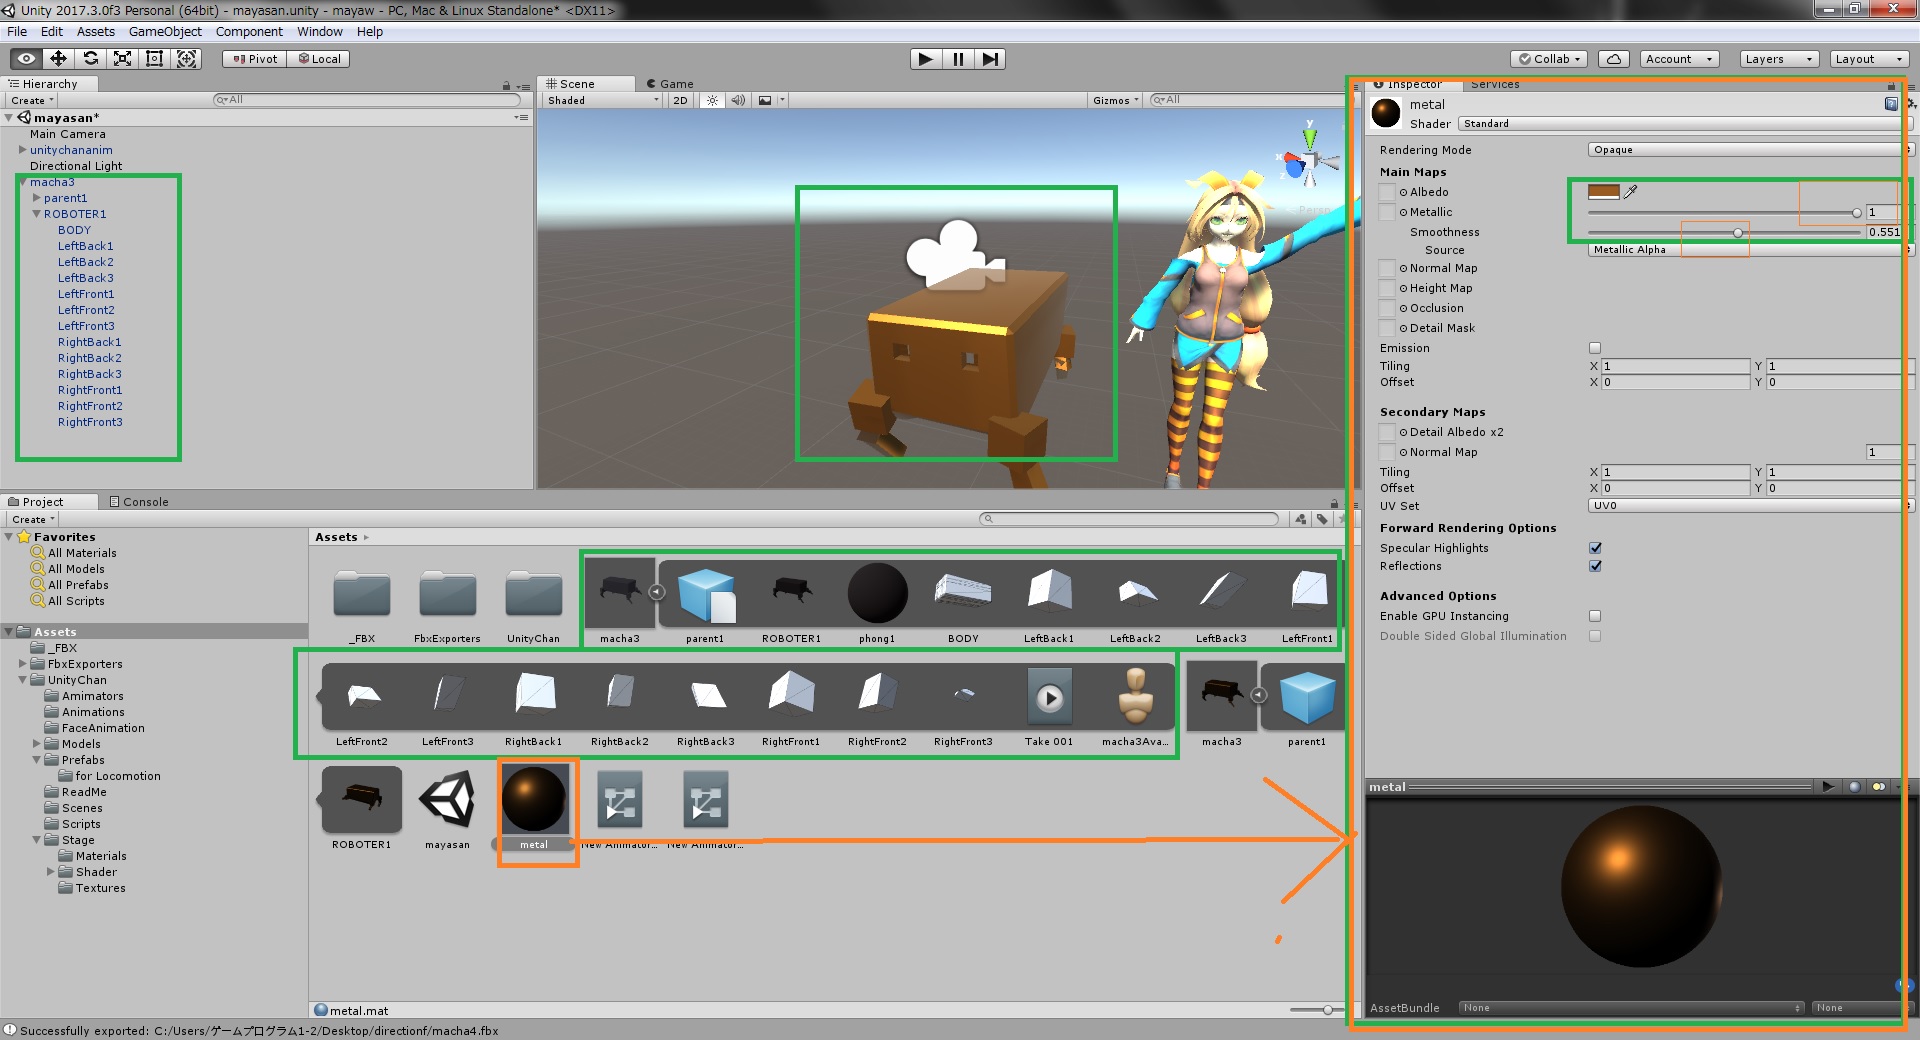 Unity 2017.3.0f3 Personal (64bit) - mayasan.unity - mayaw - PC, Mac & Linux Standalone* <DX11>
File Edit Assets GameObject Component Window Help
Pivot Local Collab Account Layers Layout
Hierarchy
Create All
mayasan*
Main Camera
unitychananim
Directional Light
macha3
parent1
ROBOTER1
BODY
LeftBack1
LeftBack2
LeftBack3
LeftFront1
LeftFront2
LeftFront3
RightBack1
RightBack2
RightBack3
RightFront1
RightFront2
RightFront3
Scene Game
Shaded 2D Gizmos All
y
x
z
Persp
Inspector Services
metal
Shader Standard
Rendering Mode Opaque
Main Maps
Albedo
Metallic 1
Smoothness 0.551
Source Metallic Alpha
Normal Map
Height Map
Occlusion
Detail Mask
Emission
Tiling X 1 Y 1
Offset X 0 Y 0
Secondary Maps
Detail Albedo x2
Normal Map 1
Tiling X 1 Y 1
Offset X 0 Y 0
UV Set UV0
Forward Rendering Options
Specular Highlights
Reflections
Advanced Options
Enable GPU Instancing
Double Sided Global Illumination
metal
AssetBundle None None
Project Console
Create
Favorites
All Materials
All Models
All Prefabs
All Scripts
Assets
_FBX
FbxExporters
UnityChan
Animators
Animations
FaceAnimation
Models
Prefabs
for Locomotion
ReadMe
Scenes
Scripts
Stage
Materials
Shader
Textures
Assets
_FBX FbxExporters UnityChan macha3 parent1 ROBOTER1 phong1 BODY LeftBack1 LeftBack2 LeftBack3 LeftFront1
LeftFront2 LeftFront3 RightBack1 RightBack2 RightBack3 RightFront1 RightFront2 RightFront3 Take 001 macha3Ava... macha3 parent1
ROBOTER1 mayasan metal New Animator... New Animator...
metal.mat
Successfully exported: C:/Users/ゲームプログラム1-2/Desktop/directionf/macha4.fbx